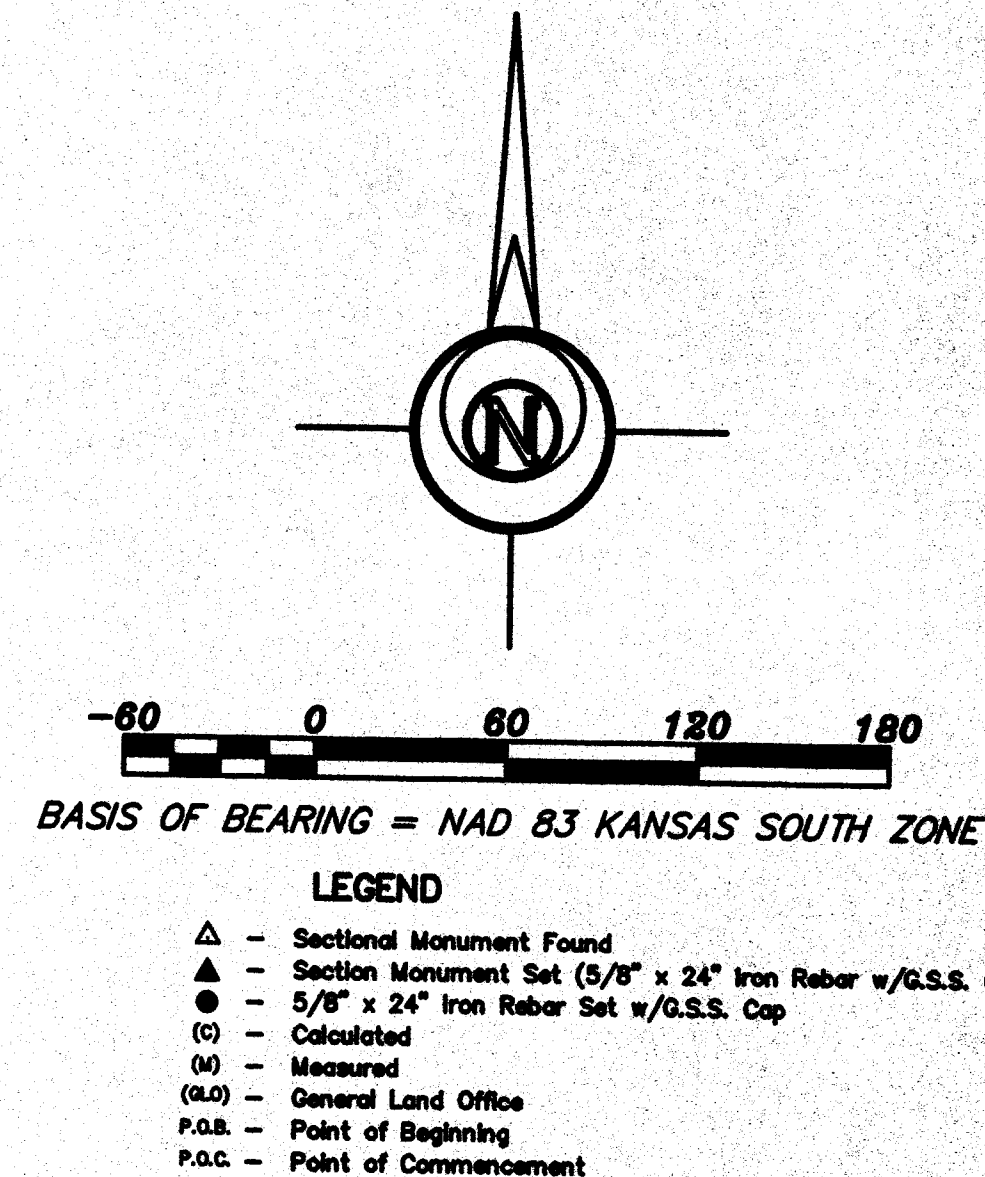 N
-60 0 60 120 180
BASIS OF BEARING = NAD 83 KANSAS SOUTH ZONE
LEGEND
△ - Sectional Monument Found
▲ - Section Monument Set (5/8" x 24" Iron Rebar w/G.S.S.
● - 5/8" x 24" Iron Rebar Set w/G.S.S. Cap
(C) - Calculated
(M) - Measured
(GLO) - General Land Office
P.O.B. - Point of Beginning
P.O.C. - Point of Commencement